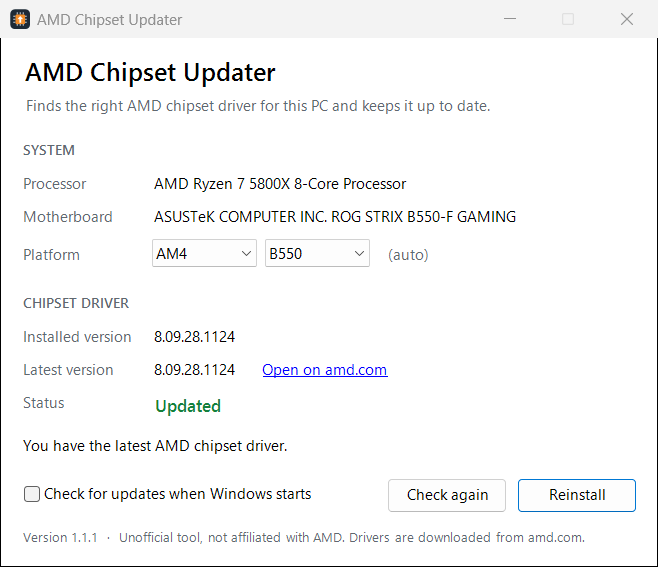 AMD Chipset Updater
AMD Chipset Updater
Finds the right AMD chipset driver for this PC and keeps it up to date.
SYSTEM
Processor AMD Ryzen 7 5800X 8-Core Processor
Motherboard ASUSTeK COMPUTER INC. ROG STRIX B550-F GAMING
Platform AM4 B550 (auto)
CHIPSET DRIVER
Installed version 8.09.28.1124
Latest version 8.09.28.1124 Open on amd.com
Status Updated
You have the latest AMD chipset driver.
Check for updates when Windows starts Check again Reinstall
Version 1.1.1 · Unofficial tool, not affiliated with AMD. Drivers are downloaded from amd.com.